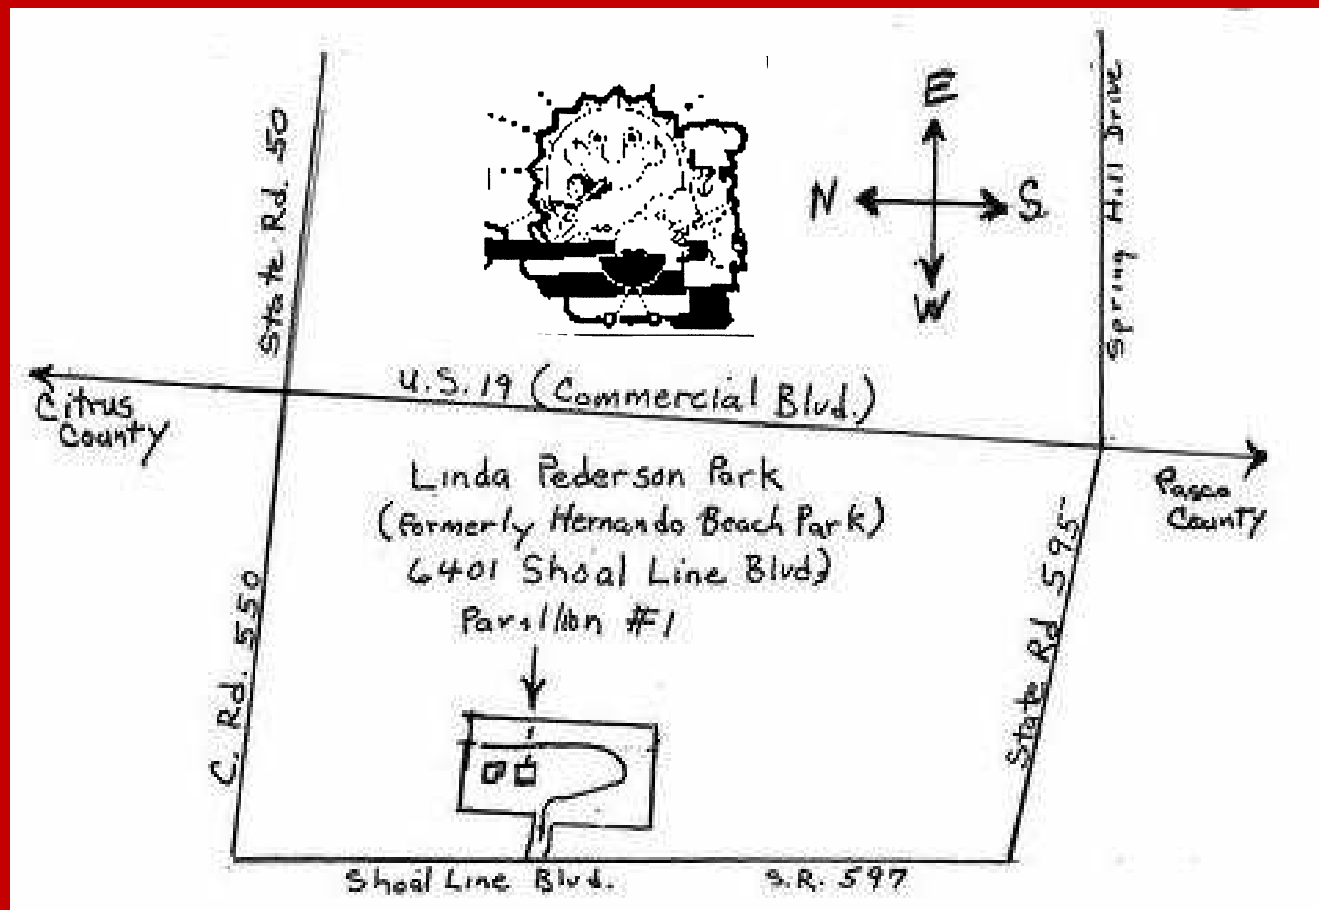 State Rd. 50
E
N
S.
W
Spring Hill Drive
U.S. 19 (Commercial Blvd.)
Citrus
County
Pasco
County
Linda Pederson Park
(Formerly Hernando Beach Park)
6401 Shoal Line Blvd.)
Pavillion #1
C. Rd. 550
State Rd 595
Shoal Line Blvd.
S.R. 597